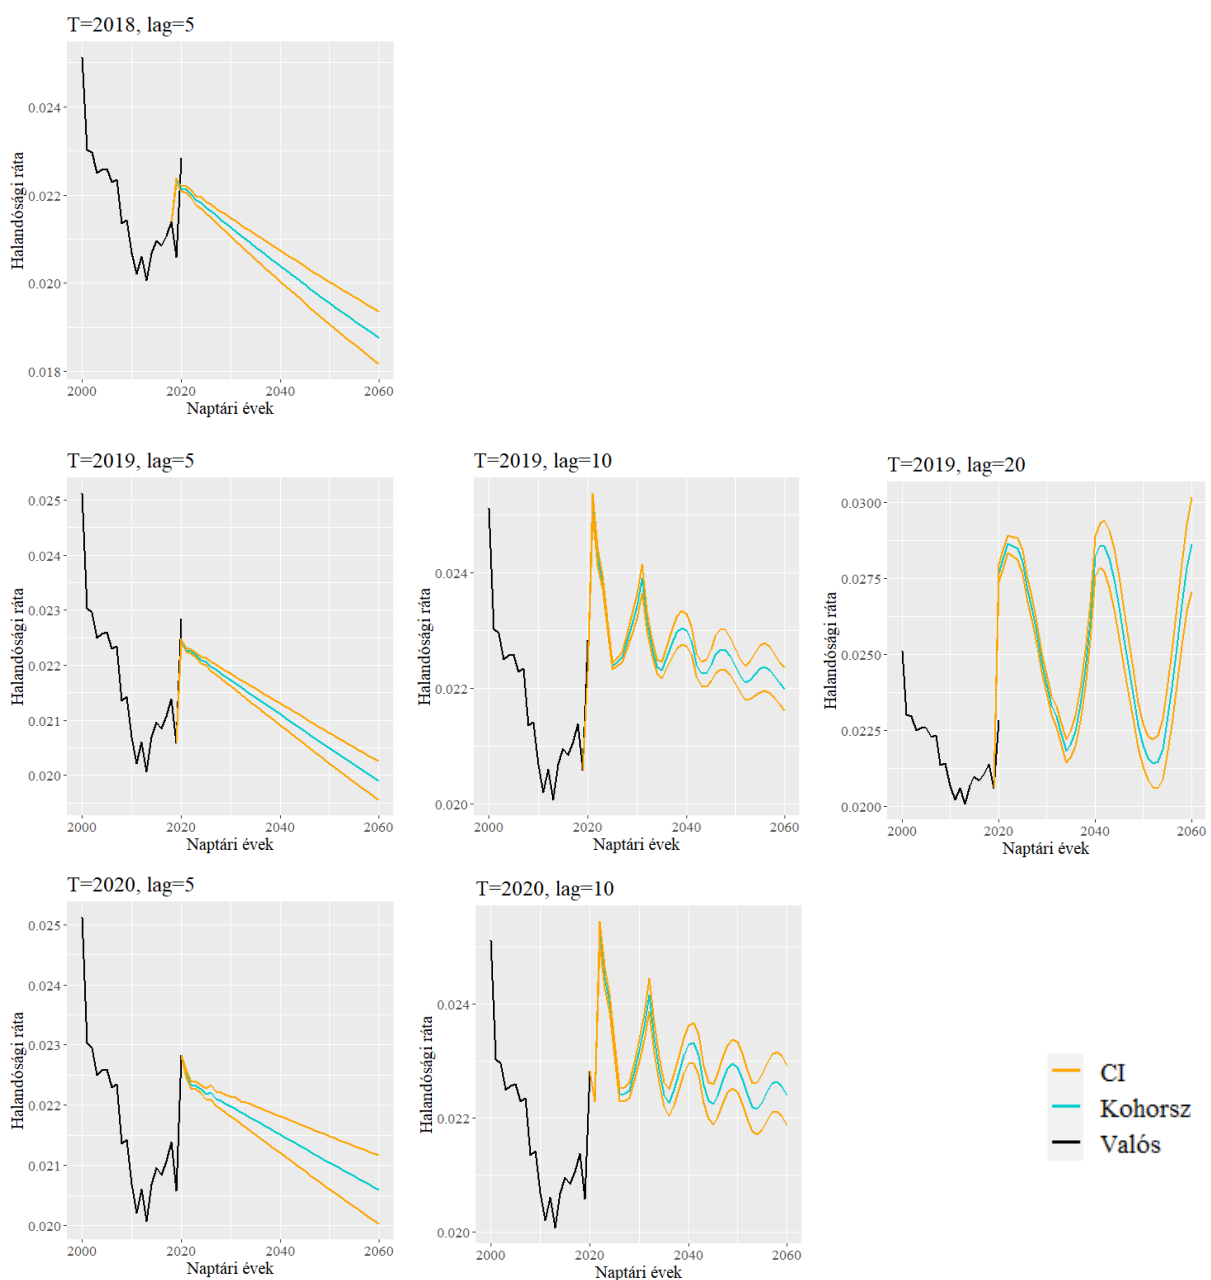 T=2018, lag=5
Halandósági ráta
0.024
0.022
0.020
0.018
2000 2020 2040 2060
Naptári évek
T=2019, lag=5
Halandósági ráta
0.025
0.024
0.023
0.022
0.021
0.020
2000 2020 2040 2060
Naptári évek
T=2019, lag=10
Halandósági ráta
0.024
0.022
0.020
2000 2020 2040 2060
Naptári évek
T=2019, lag=20
Halandósági ráta
0.0300
0.0275
0.0250
0.0225
0.0200
2000 2020 2040 2060
Naptári évek
T=2020, lag=5
Halandósági ráta
0.025
0.024
0.023
0.022
0.021
0.020
2000 2020 2040 2060
Naptári évek
T=2020, lag=10
Halandósági ráta
0.024
0.022
0.020
2000 2020 2040 2060
Naptári évek
CI
Kohorsz
Valós